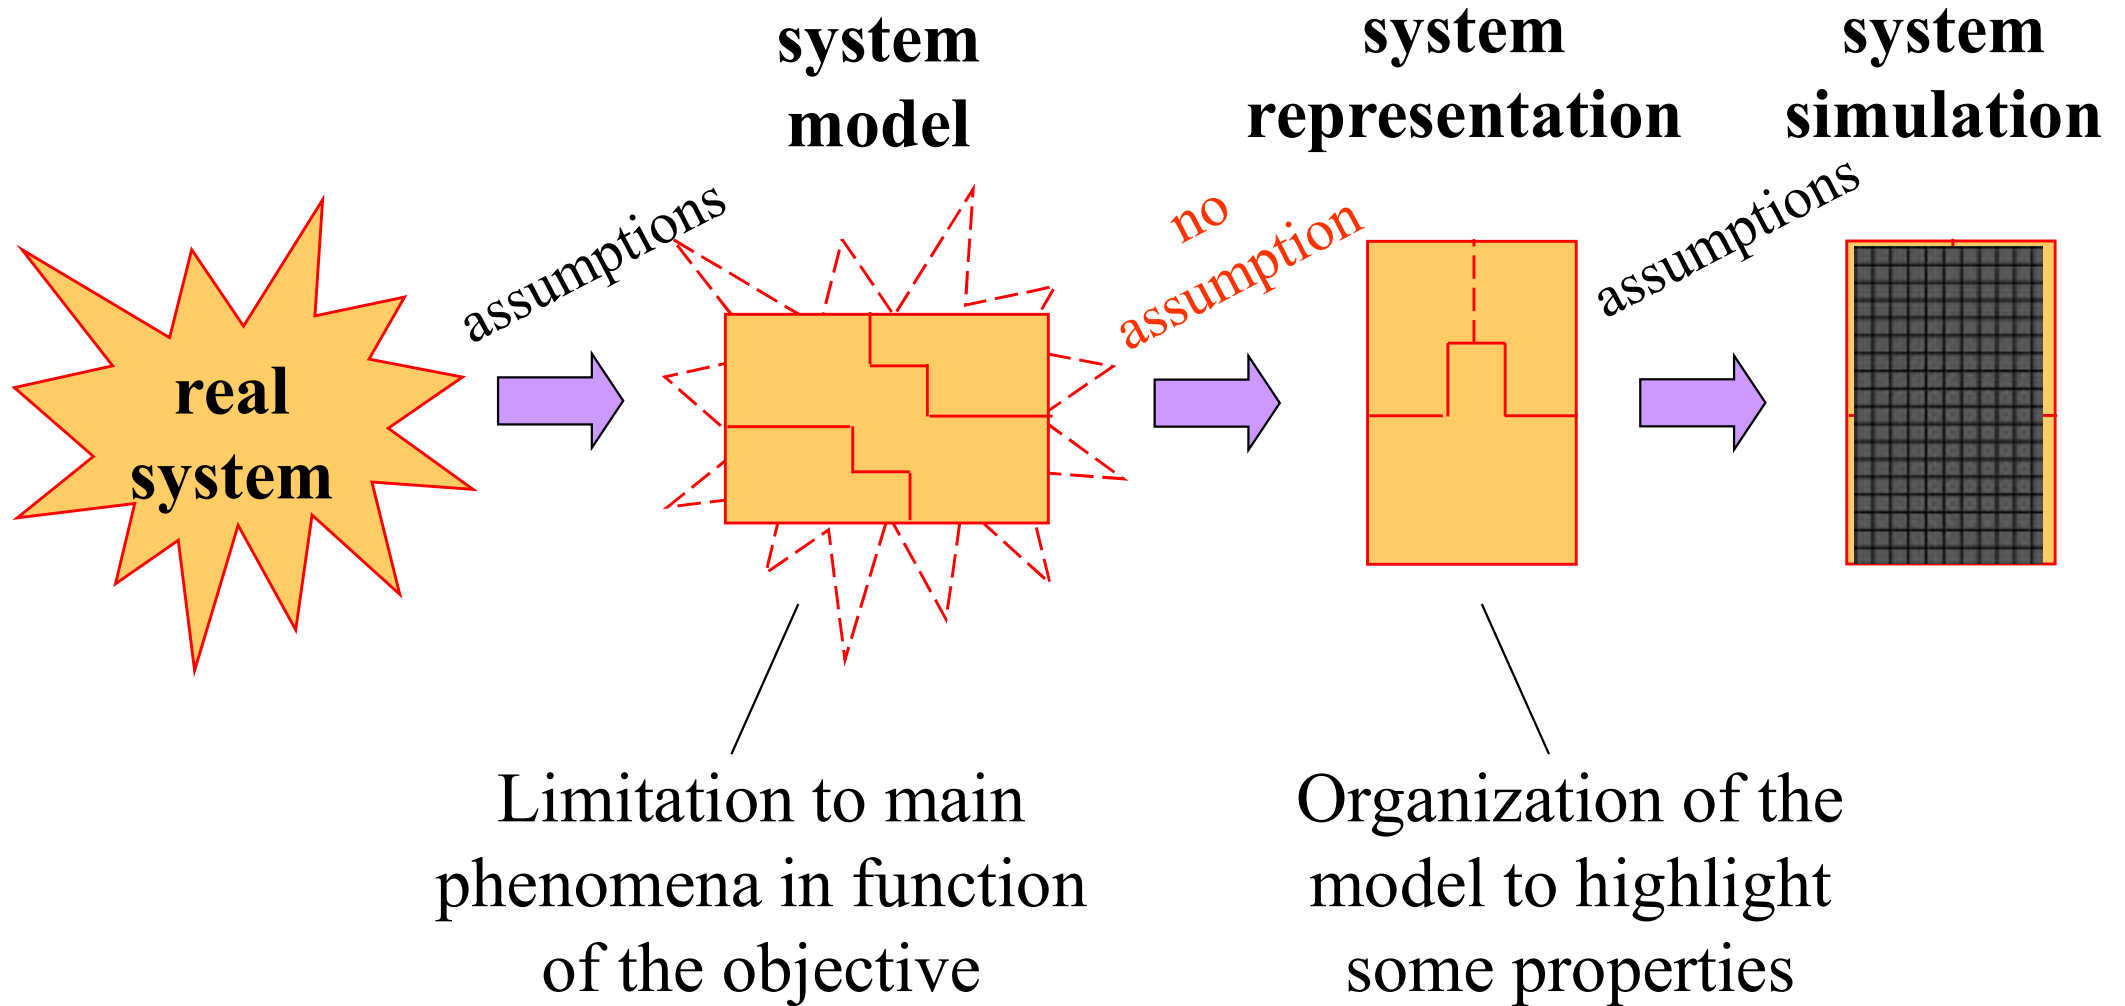 system
model
system
representation
system
simulation
assumptions
no
assumption
assumptions
real
system
Limitation to main
phenomena in function
of the objective
Organization of the
model to highlight
some properties